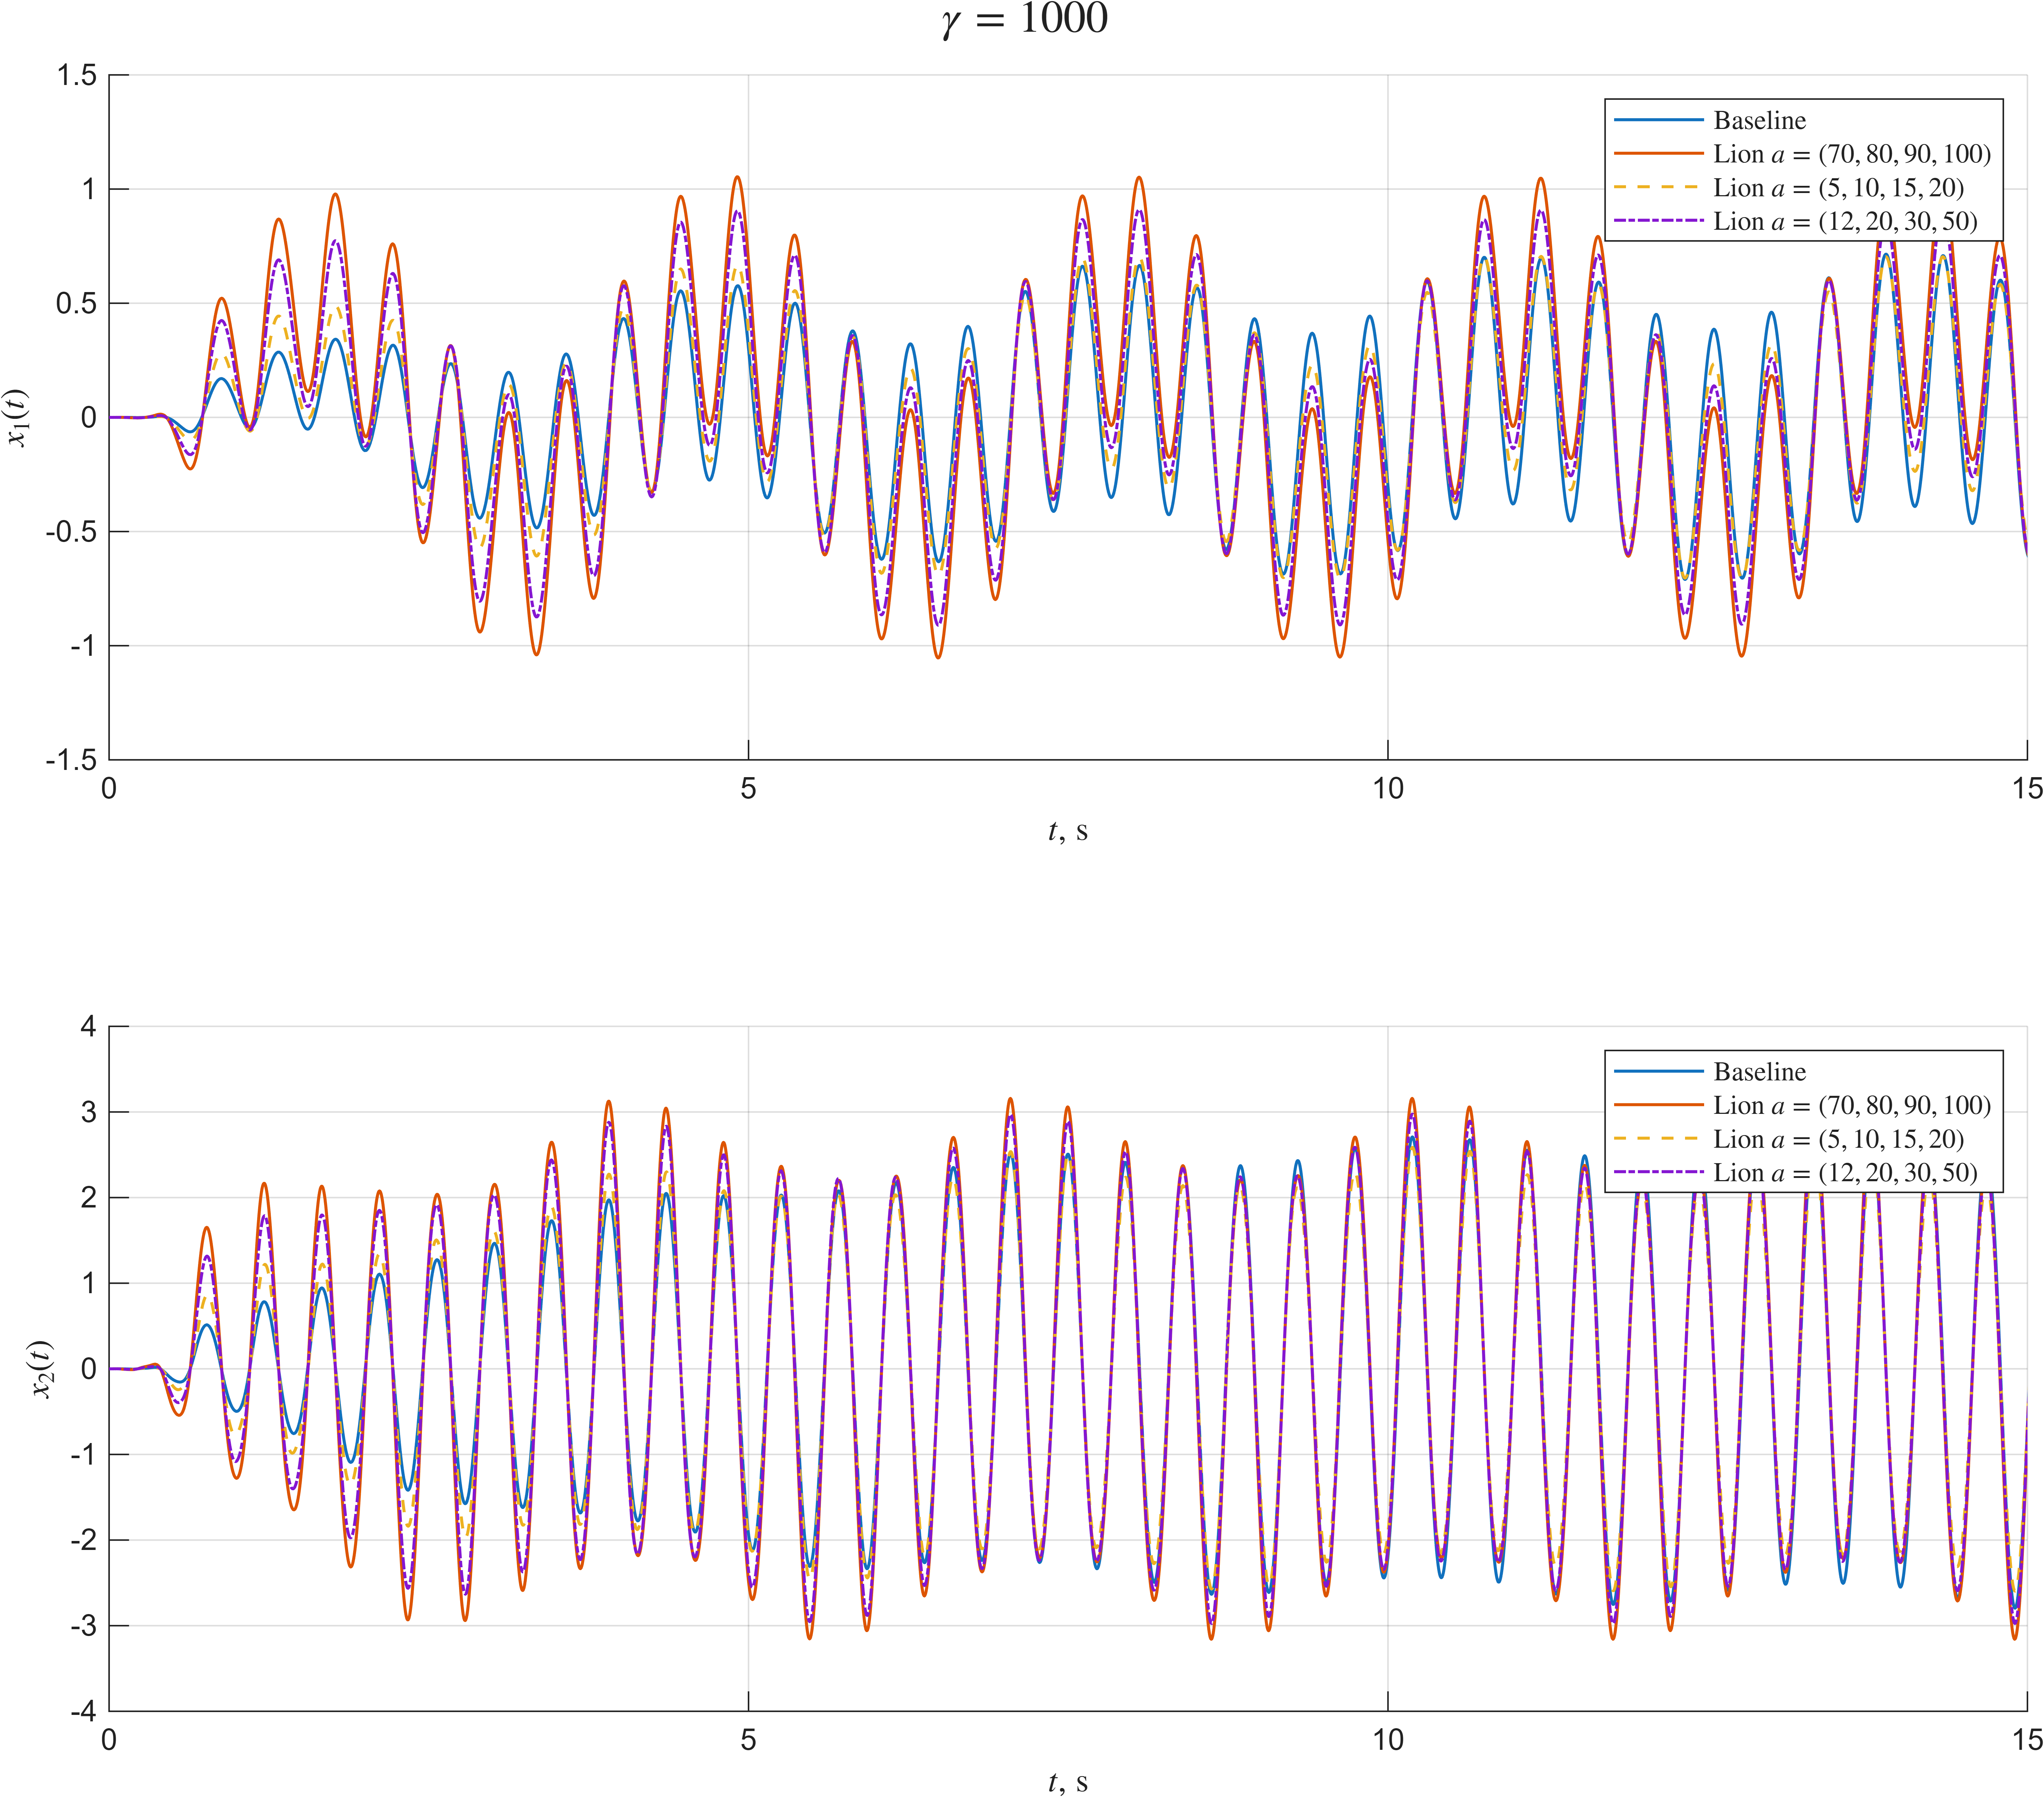 γ = 1000
1.5
1
0.5
0
-0.5
-1
-1.5
x₁(t)
Baseline
Lion a = (70, 80, 90, 100)
Lion a = (5, 10, 15, 20)
Lion a = (12, 20, 30, 50)
0 5 10 15
t, s
4
3
2
1
0
-1
-2
-3
-4
x₂(t)
Baseline
Lion a = (70, 80, 90, 100)
Lion a = (5, 10, 15, 20)
Lion a = (12, 20, 30, 50)
0 5 10 15
t, s